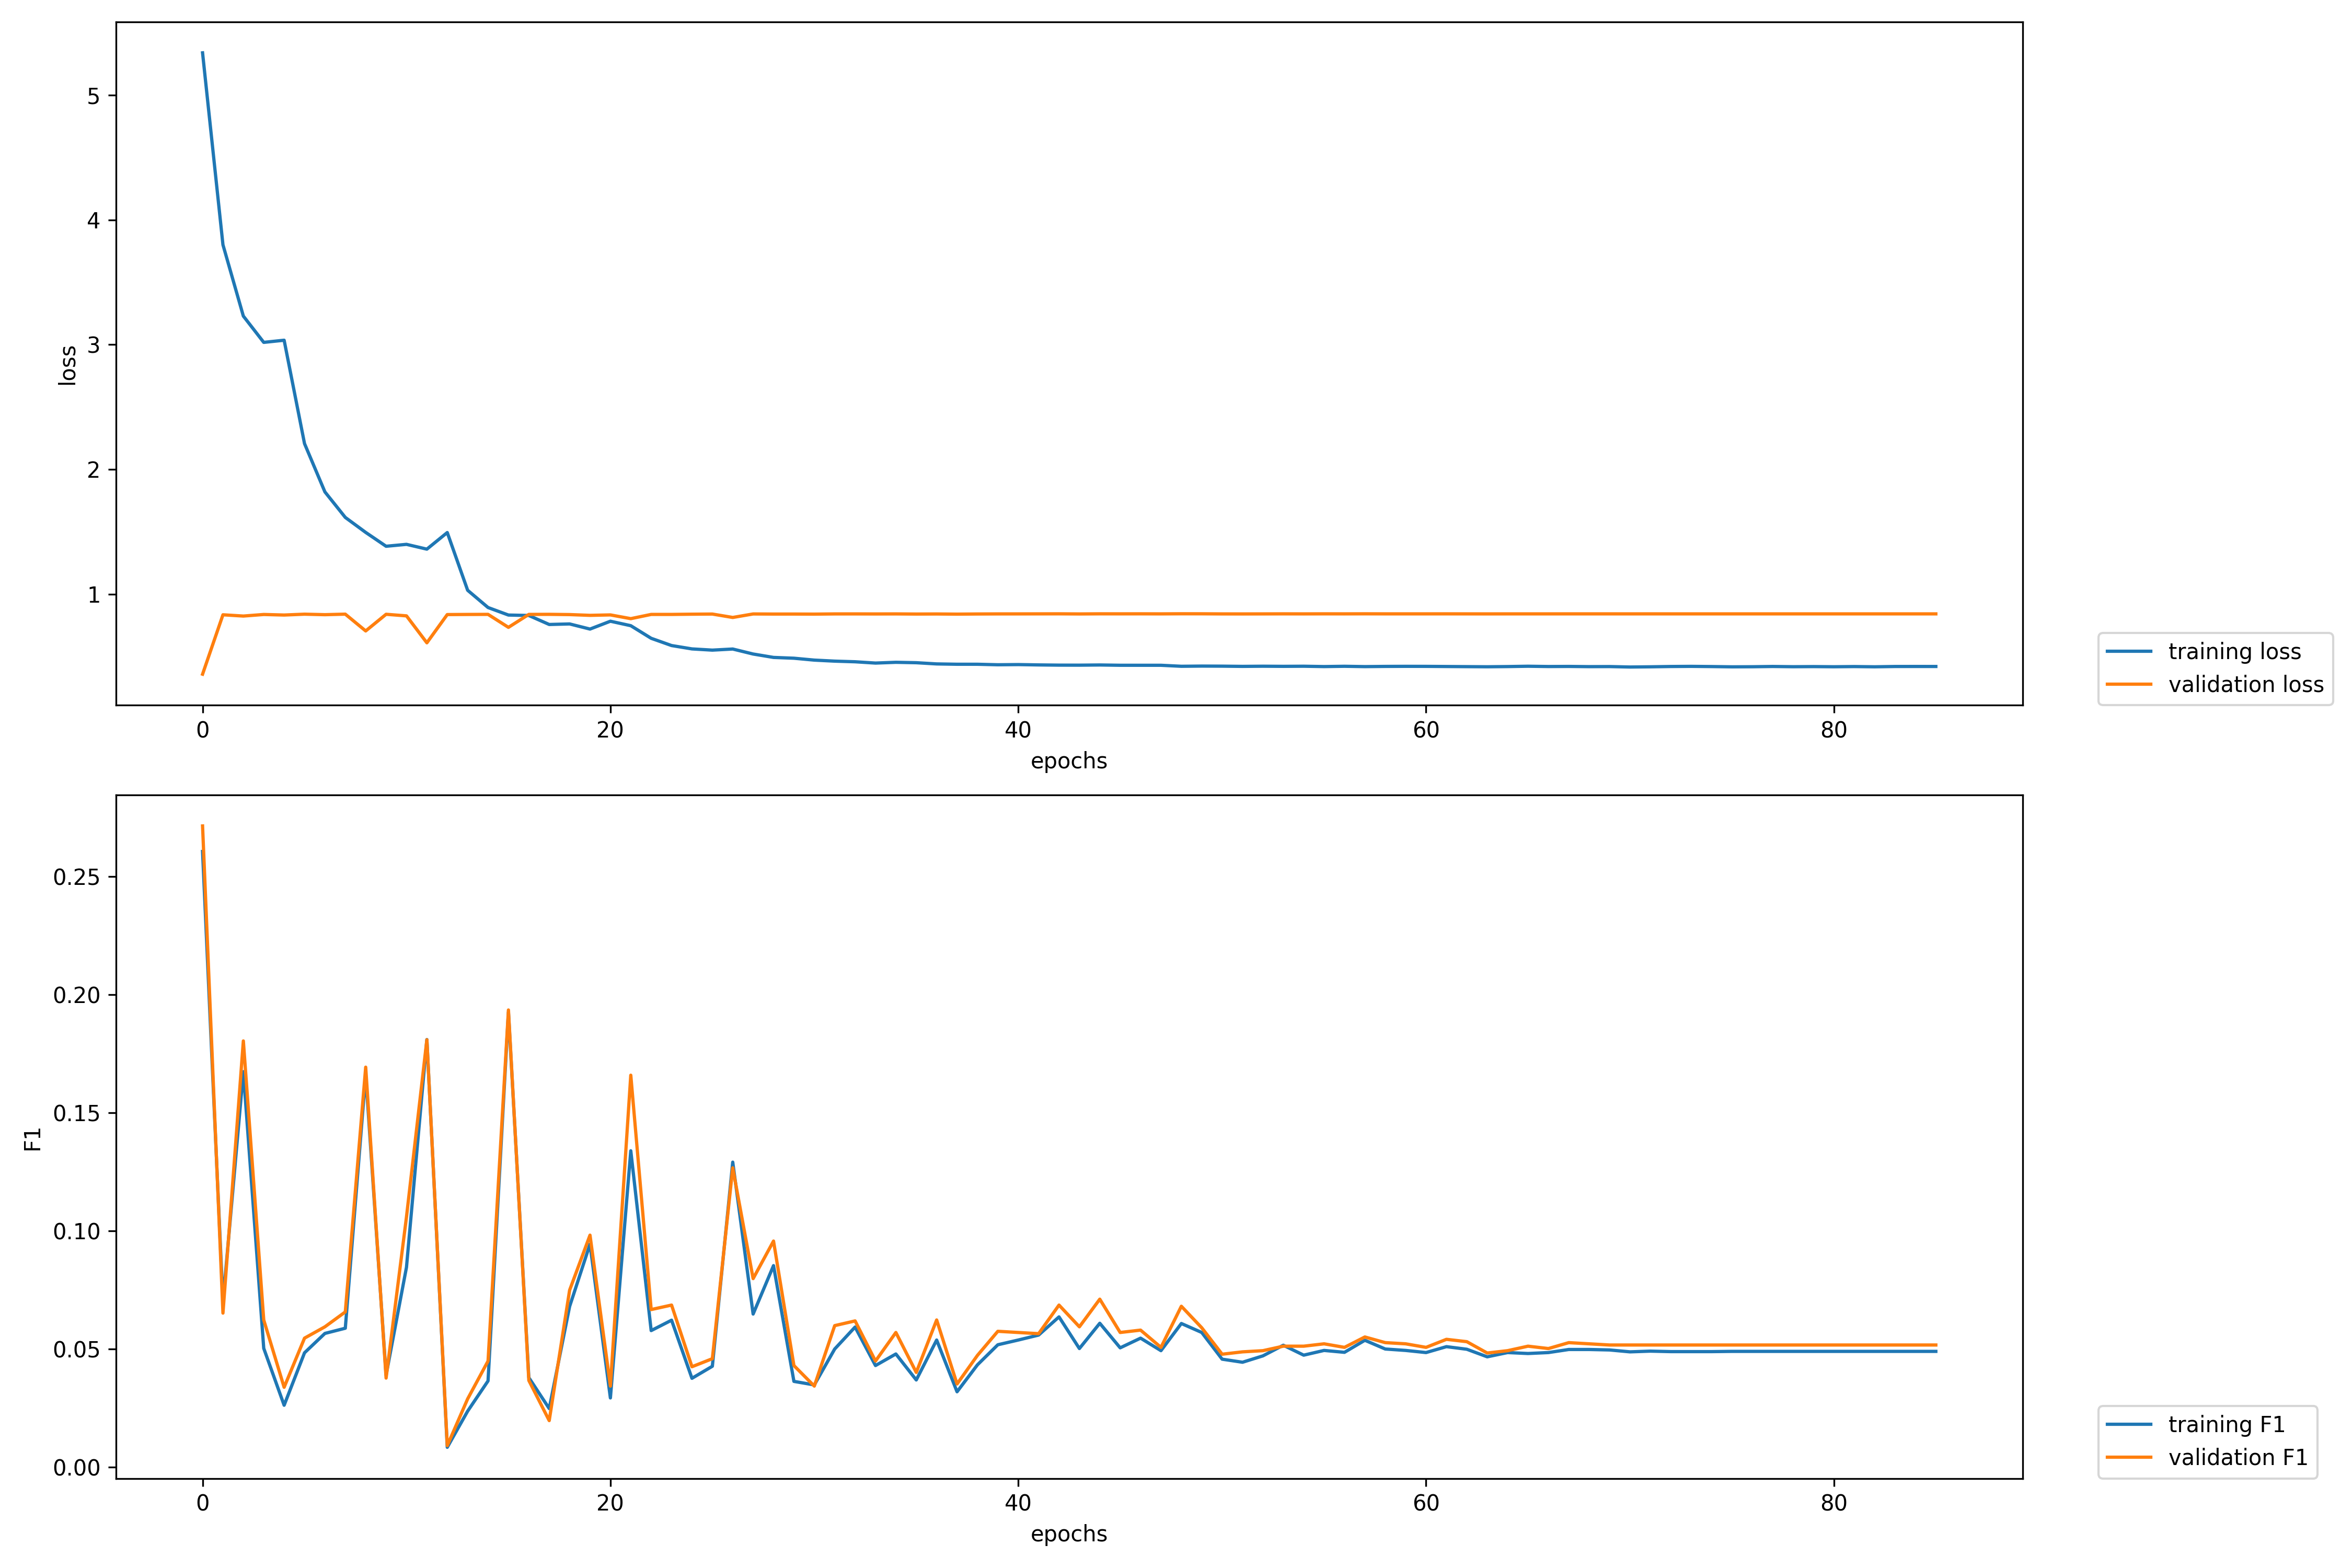 5
4
3
2
1
loss
0 20 40 60 80
epochs
training loss
validation loss
0.25
0.20
0.15
0.10
0.05
0.00
F1
0 20 40 60 80
epochs
training F1
validation F1